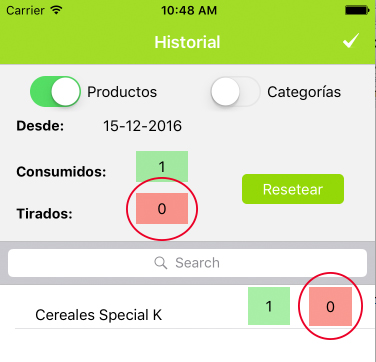 Carrier 10:48 AM
Historial
Productos Categorías
Desde: 15-12-2016
Consumidos: 1
Resetear
Tirados: 0
Search
Cereales Special K 1 0